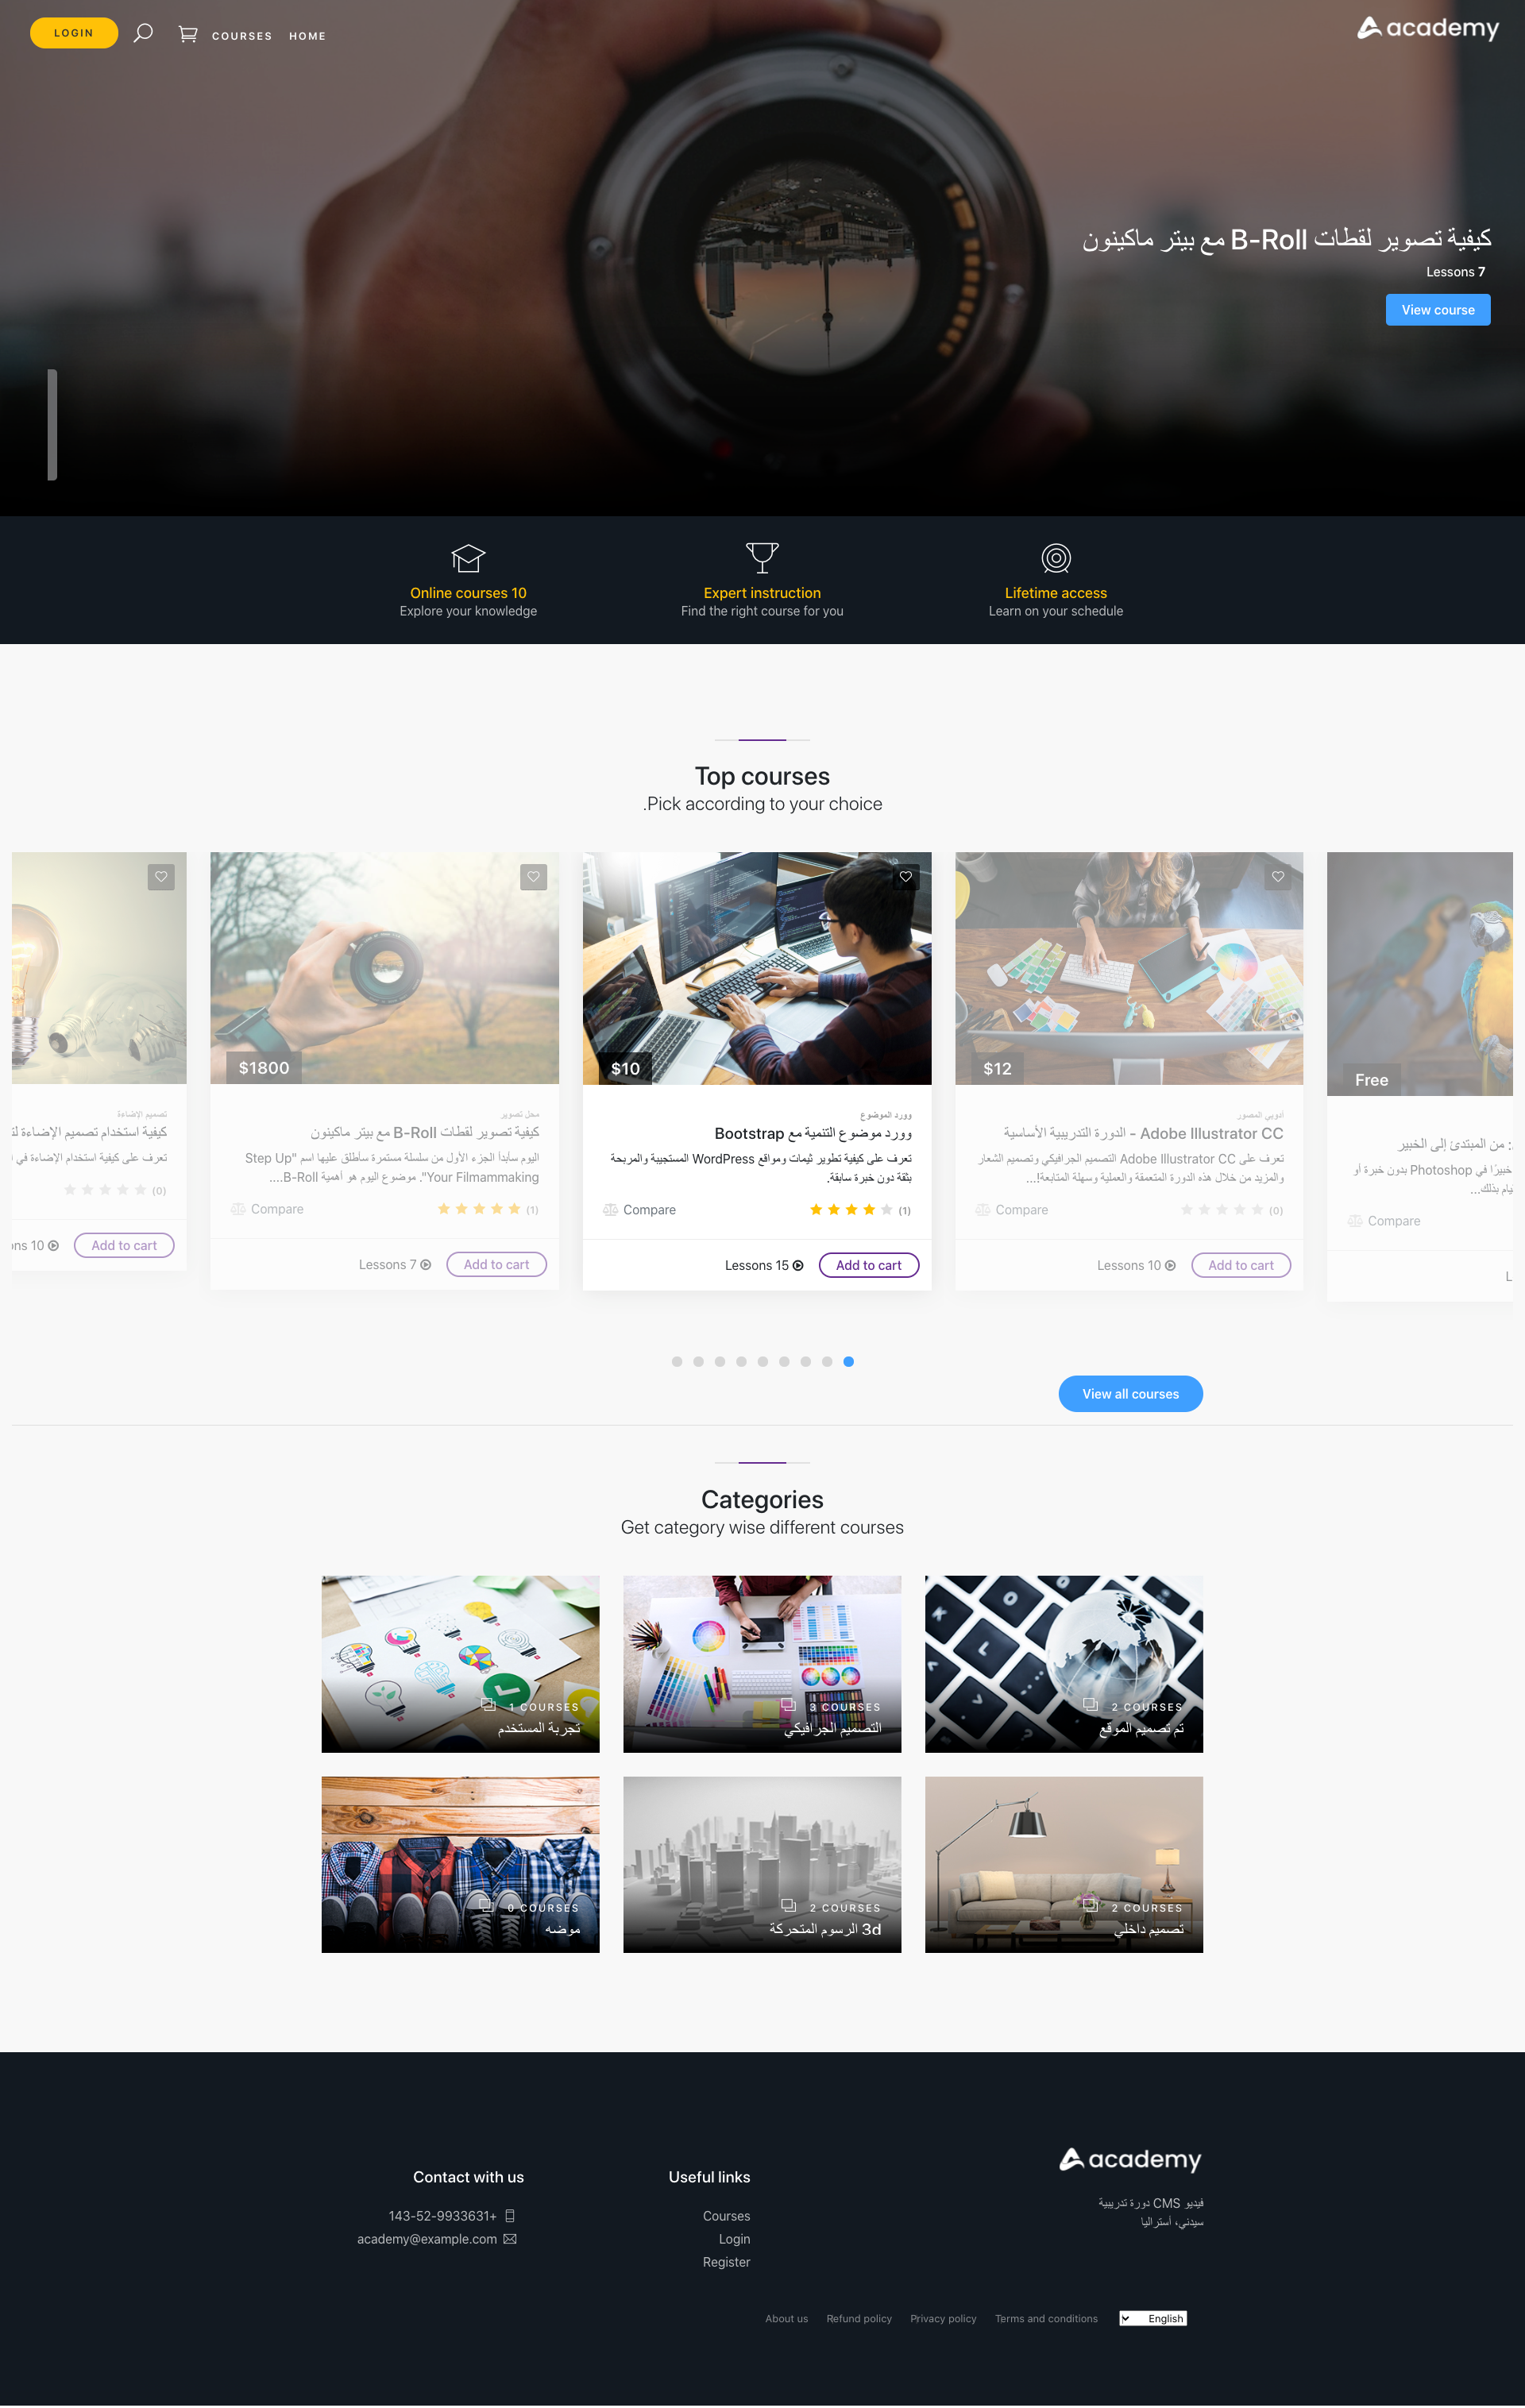 LOGIN
COURSES
HOME
academy
كيفية تصوير لقطات B-Roll مع بيتر ماكينون
Lessons 7
View course
Online courses 10
Explore your knowledge
Expert instruction
Find the right course for you
Lifetime access
Learn on your schedule
Top courses
.Pick according to your choice
Free
: من المبتدئ إلى الخبير
خبيرًا في Photoshop بدون خبرة أو
بذلك...
Compare
$12
أدوبي المصور
Adobe Illustrator CC - الدورة التدريبية الأساسية
تعرف على Adobe Illustrator CC التصميم الجرافيكي وتصميم الشعار
والمزيد من خلال هذه الدورة المتعمقة والعملية وسهلة المتابعة!...
Compare
(0)
Lessons 10
Add to cart
$10
وورد الموضوع
وورد موضوع التنمية مع Bootstrap
تعرف على كيفية تطوير ثيمات ومواقع WordPress المستجيبة والمربحة
بثقة دون خبرة سابقة.
Compare
(1)
Lessons 15
Add to cart
$1800
محل تصوير
كيفية تصوير لقطات B-Roll مع بيتر ماكينون
اليوم سأبدأ الجزء الأول من سلسلة مستمرة سأطلق عليها اسم "Step Up
Your Filmammaking". موضوع اليوم هو أهمية B-Roll....
Compare
(1)
Lessons 7
Add to cart
تصميم الاضاءة
كيفية استخدام تصميم الإضاءة
تعرف على كيفية استخدام الإضاءة في
(0)
ons 10
Add to cart
View all courses
Categories
Get category wise different courses
2 COURSES
تم تصميم الموقع
3 COURSES
التصميم الجرافيكي
1 COURSES
تجربة المستخدم
2 COURSES
تصميم داخلي
2 COURSES
3d الرسوم المتحركة
0 COURSES
موضه
academy
فيديو CMS دورة تدريبية
سيدني، أستراليا
Useful links
Courses
Login
Register
Contact with us
143-52-9933631+
academy@example.com
About us
Refund policy
Privacy policy
Terms and conditions
English